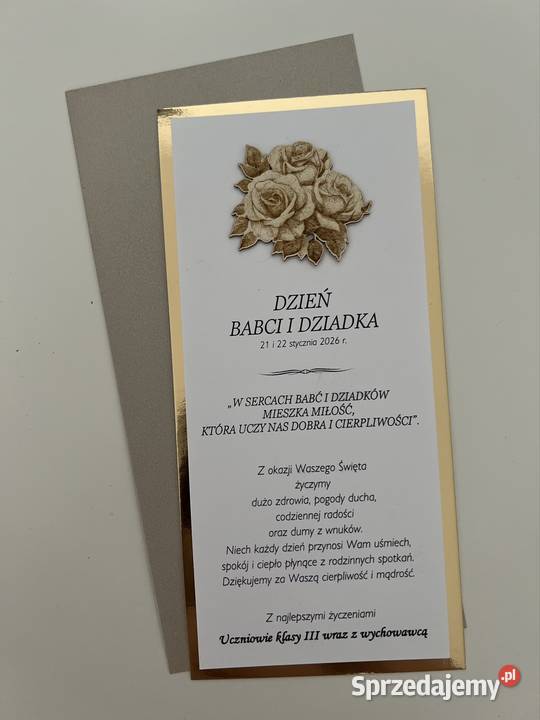 DZIEŃ
BABCI I DZIADKA
21 i 22 stycznia 2026 r.
„W SERCACH BABĆ I DZIADKÓW
MIESZKA MIŁOŚĆ,
KTÓRA UCZY NAS DOBRA I CIERPLIWOŚCI”.
Z okazji Waszego Święta
życzymy
dużo zdrowia, pogody ducha,
codziennej radości
oraz dumy z wnuków.
Niech każdy dzień przynosi Wam uśmiech,
spokój i ciepło płynące z rodzinnych spotkań.
Dziękujemy za Waszą cierpliwość i mądrość.
Z najlepszymi życzeniami
Uczniowie klasy III wraz z wychowawcą
Sprzedajemy.pl